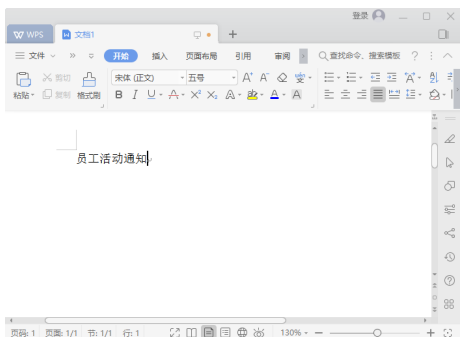 登录
WPS 文档1
文件 开始 插入 页面布局 引用 审阅 查找命令、搜索模板
粘贴 剪切 复制 格式刷 宋体 (正文) 五号
B I U A X² X₂ A A A
员工活动通知
页码: 1 页面: 1/1 节: 1/1 行: 1 130%